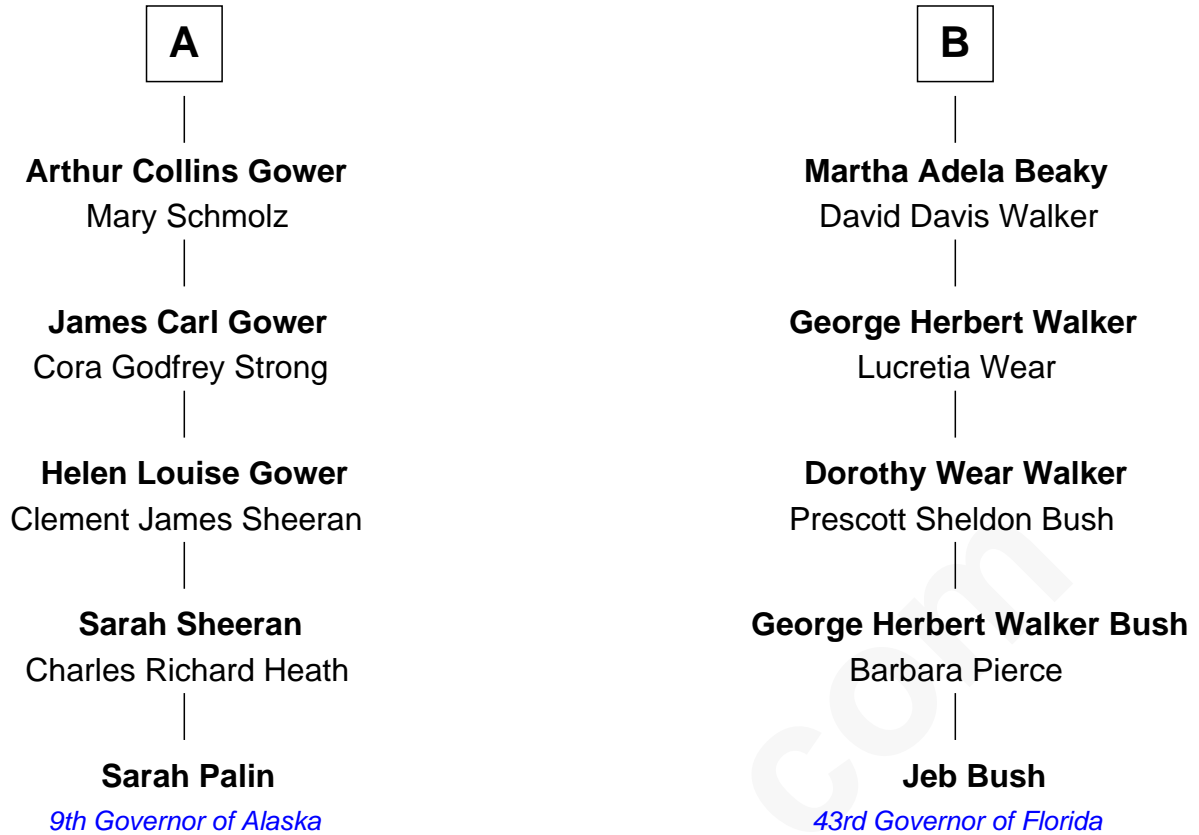 A
Arthur Collins Gower
Mary Schmolz
James Carl Gower
Cora Godfrey Strong
Helen Louise Gower
Clement James Sheeran
Sarah Sheeran
Charles Richard Heath
Sarah Palin
9th Governor of Alaska
B
Martha Adela Beaky
David Davis Walker
George Herbert Walker
Lucretia Wear
Dorothy Wear Walker
Prescott Sheldon Bush
George Herbert Walker Bush
Barbara Pierce
Jeb Bush
43rd Governor of Florida
com